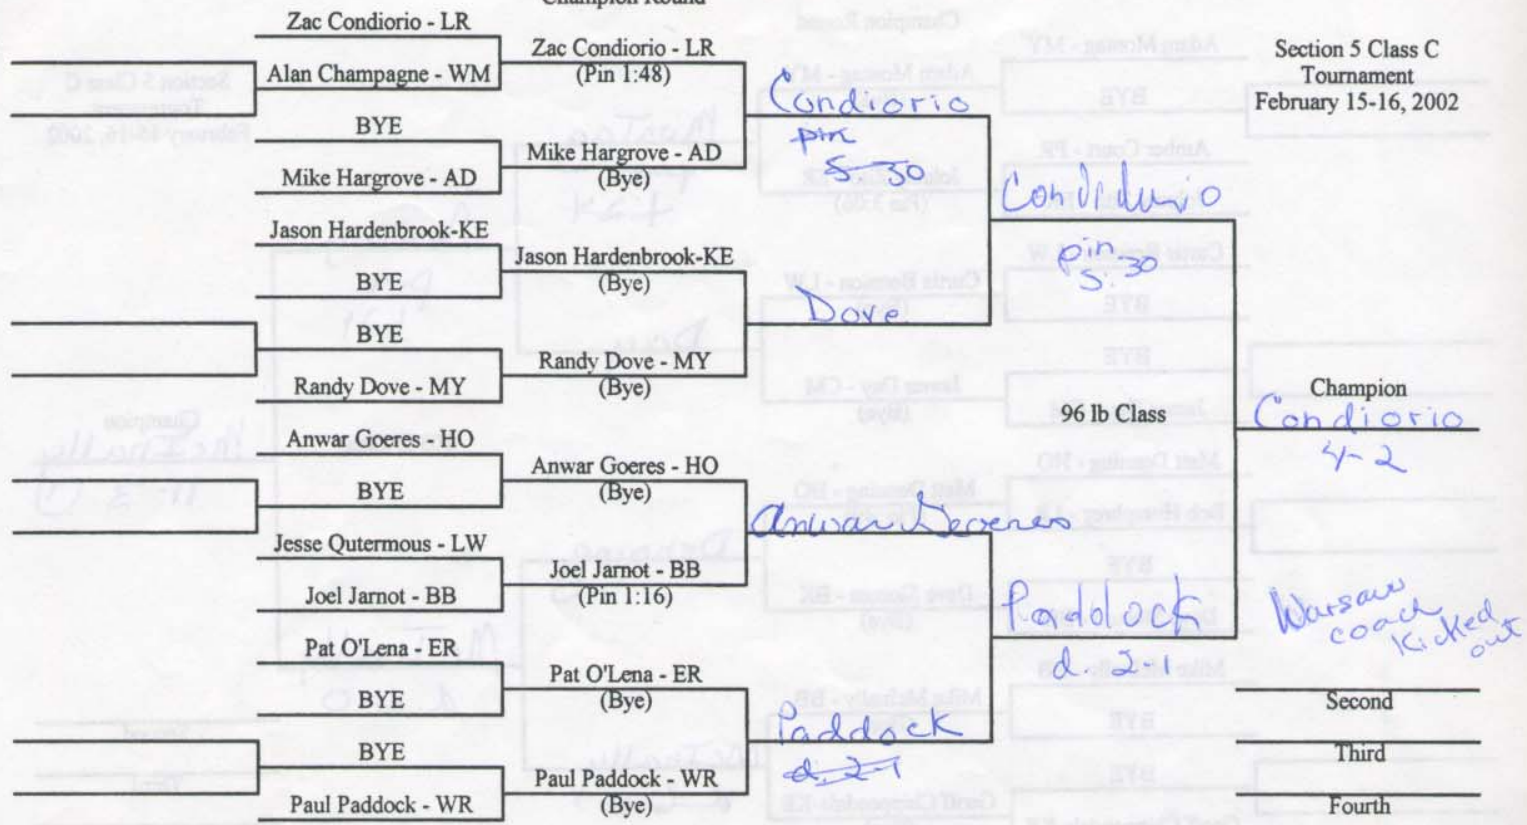 Champion Round
Zac Condiorio - LR
Alan Champagne - WM
BYE
Mike Hargrove - AD
Jason Hardenbrook-KE
BYE
BYE
Randy Dove - MY
Anwar Goeres - HO
BYE
Jesse Qutermous - LW
Joel Jarnot - BB
Pat O'Lena - ER
BYE
BYE
Paul Paddock - WR
Zac Condiorio - LR
(Pin 1:48)
Mike Hargrove - AD
(Bye)
Jason Hardenbrook-KE
(Bye)
Randy Dove - MY
(Bye)
Anwar Goeres - HO
(Bye)
Joel Jarnot - BB
(Pin 1:16)
Pat O'Lena - ER
(Bye)
Paul Paddock - WR
(Bye)
Condiorio
pin
5-30
Dove
Anwar
Paddock
d. 2-1
pin
5:30
Paddock
d. 2-1
96 lb Class
Section 5 Class C
Tournament
February 15-16, 2002
Champion
Condiorio
4-2
Warsaw
coach
Kicked
out
Second
Third
Fourth